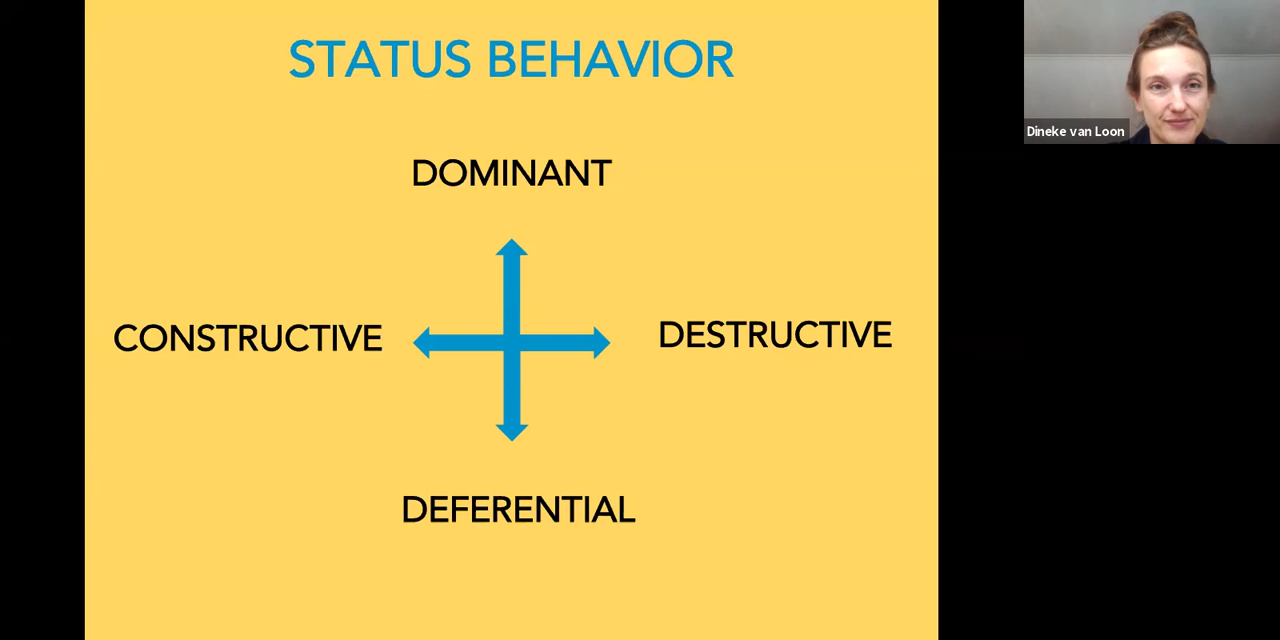 STATUS BEHAVIOR
Dineke van Loon
DOMINANT
CONSTRUCTIVE
DESTRUCTIVE
DEFERENTIAL